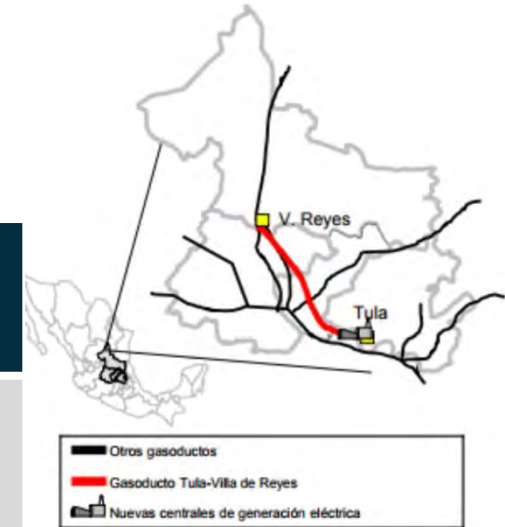 V. Reyes
Tula
Otros gasoductos
Gasoducto Tula-Villa de Reyes
Nuevas centrales de generación eléctrica